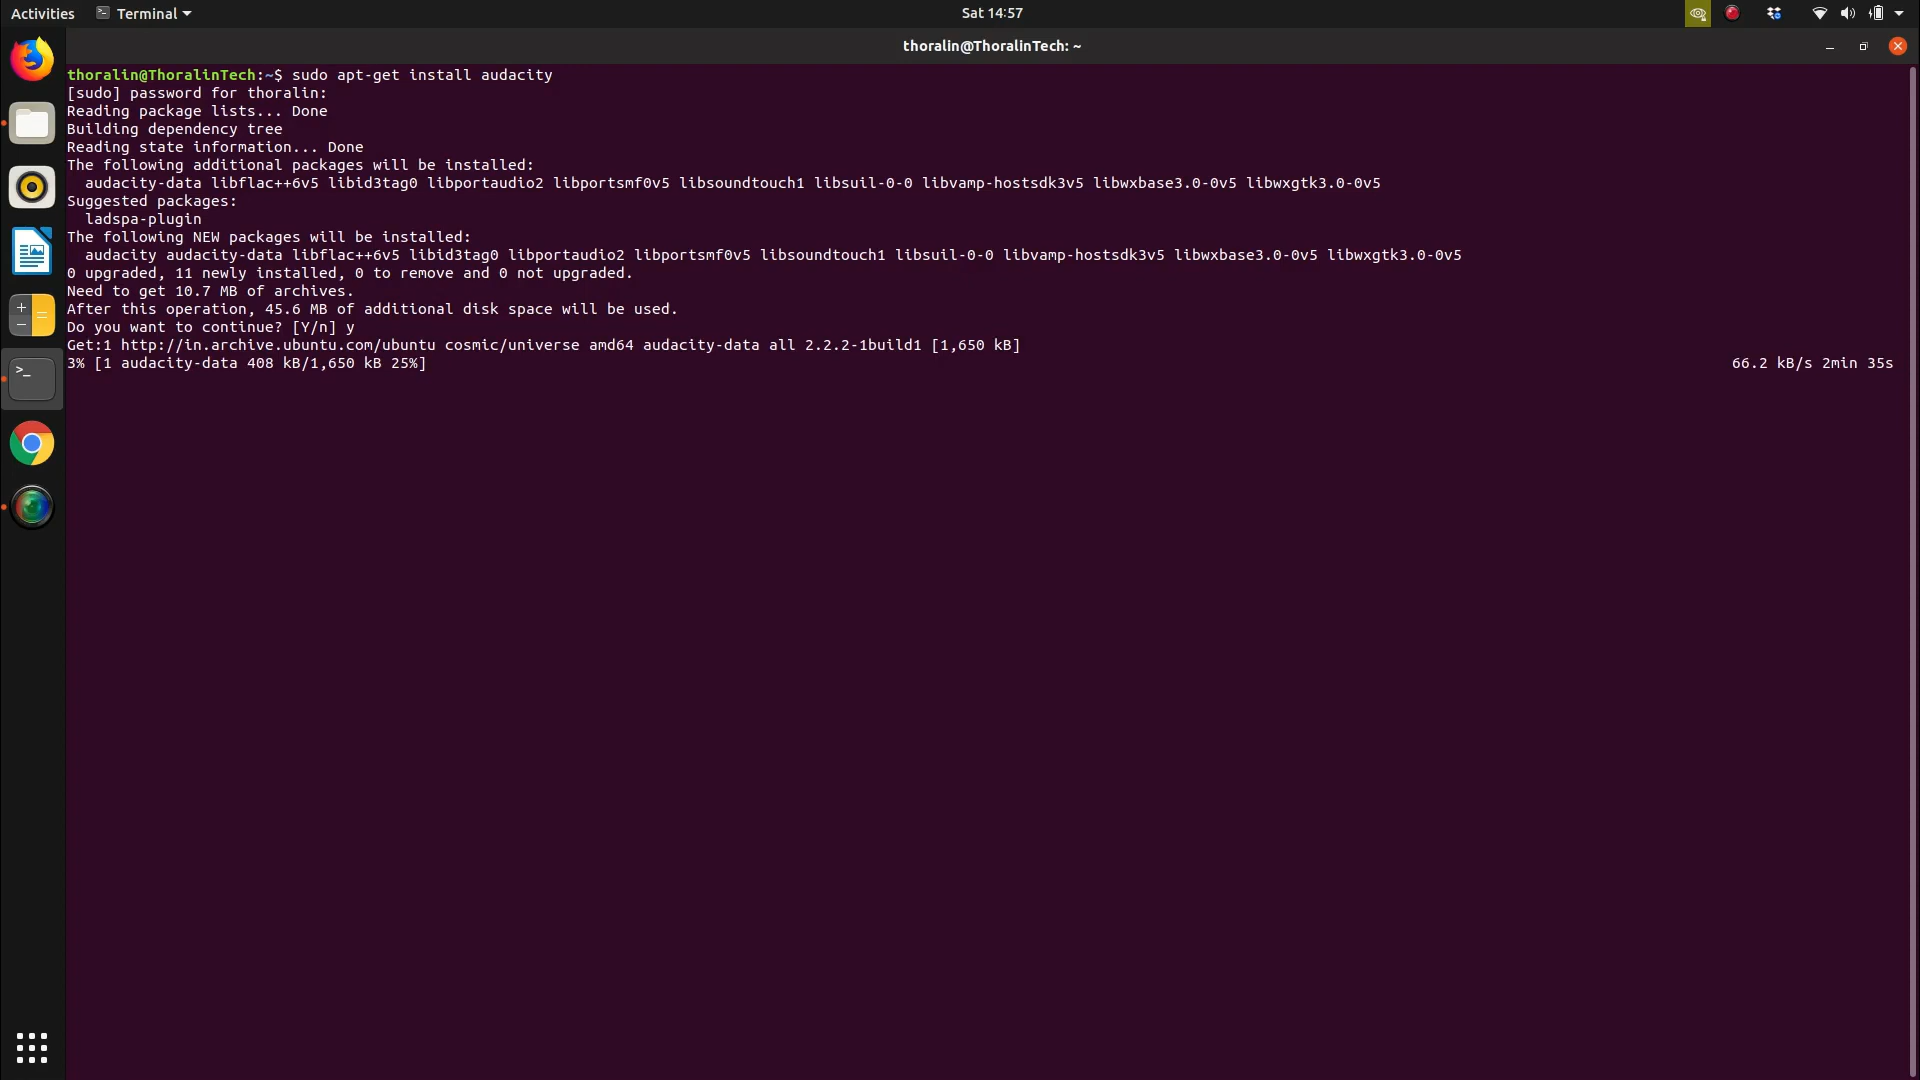 Activities Terminal Sat 14:57
thoralin@ThoralinTech: ~
thoralin@ThoralinTech:~$ sudo apt-get install audacity
[sudo] password for thoralin:
Reading package lists... Done
Building dependency tree
Reading state information... Done
The following additional packages will be installed:
  audacity-data libflac++6v5 libid3tag0 libportaudio2 libportsmf0v5 libsoundtouch1 libsuil-0-0 libvamp-hostsdk3v5 libwxbase3.0-0v5 libwxgtk3.0-0v5
Suggested packages:
  ladspa-plugin
The following NEW packages will be installed:
  audacity audacity-data libflac++6v5 libid3tag0 libportaudio2 libportsmf0v5 libsoundtouch1 libsuil-0-0 libvamp-hostsdk3v5 libwxbase3.0-0v5 libwxgtk3.0-0v5
0 upgraded, 11 newly installed, 0 to remove and 0 not upgraded.
Need to get 10.7 MB of archives.
After this operation, 45.6 MB of additional disk space will be used.
Do you want to continue? [Y/n] y
Get:1 http://in.archive.ubuntu.com/ubuntu cosmic/universe amd64 audacity-data all 2.2.2-1build1 [1,650 kB]
3% [1 audacity-data 408 kB/1,650 kB 25%] 66.2 kB/s 2min 35s